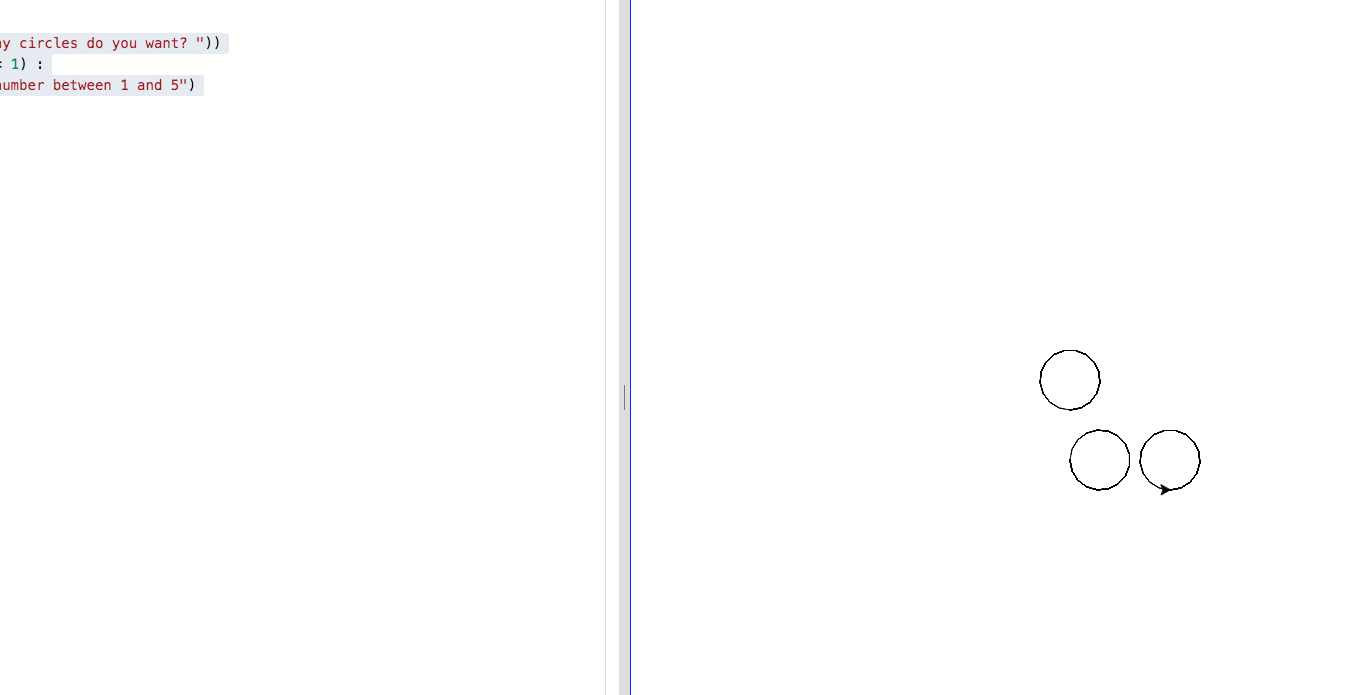 y circles do you want? "))
1) :
umber between 1 and 5")